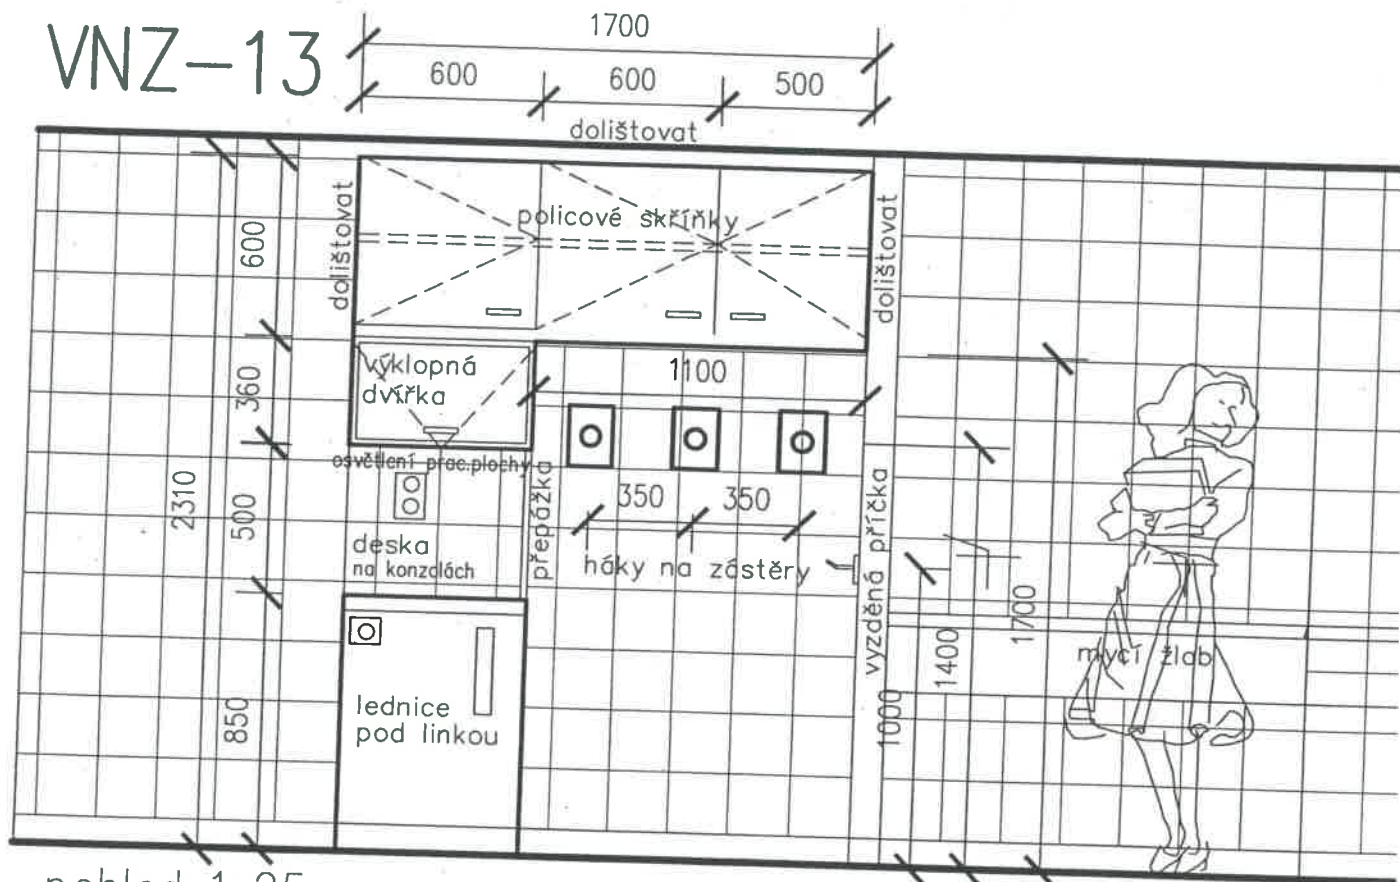 VNZ-13
1700
600
600
500
dolištovat
dolištovat
policové skříňky
dolištovat
600
360
2310
500
850
výklopná
dvířka
1100
osvětlení prac.plochy
přepážka
350
350
deska
na konzolách
háky na zástěry
vyzděná příčka
lednice
pod linkou
1000
1400
1700
mycí žlab